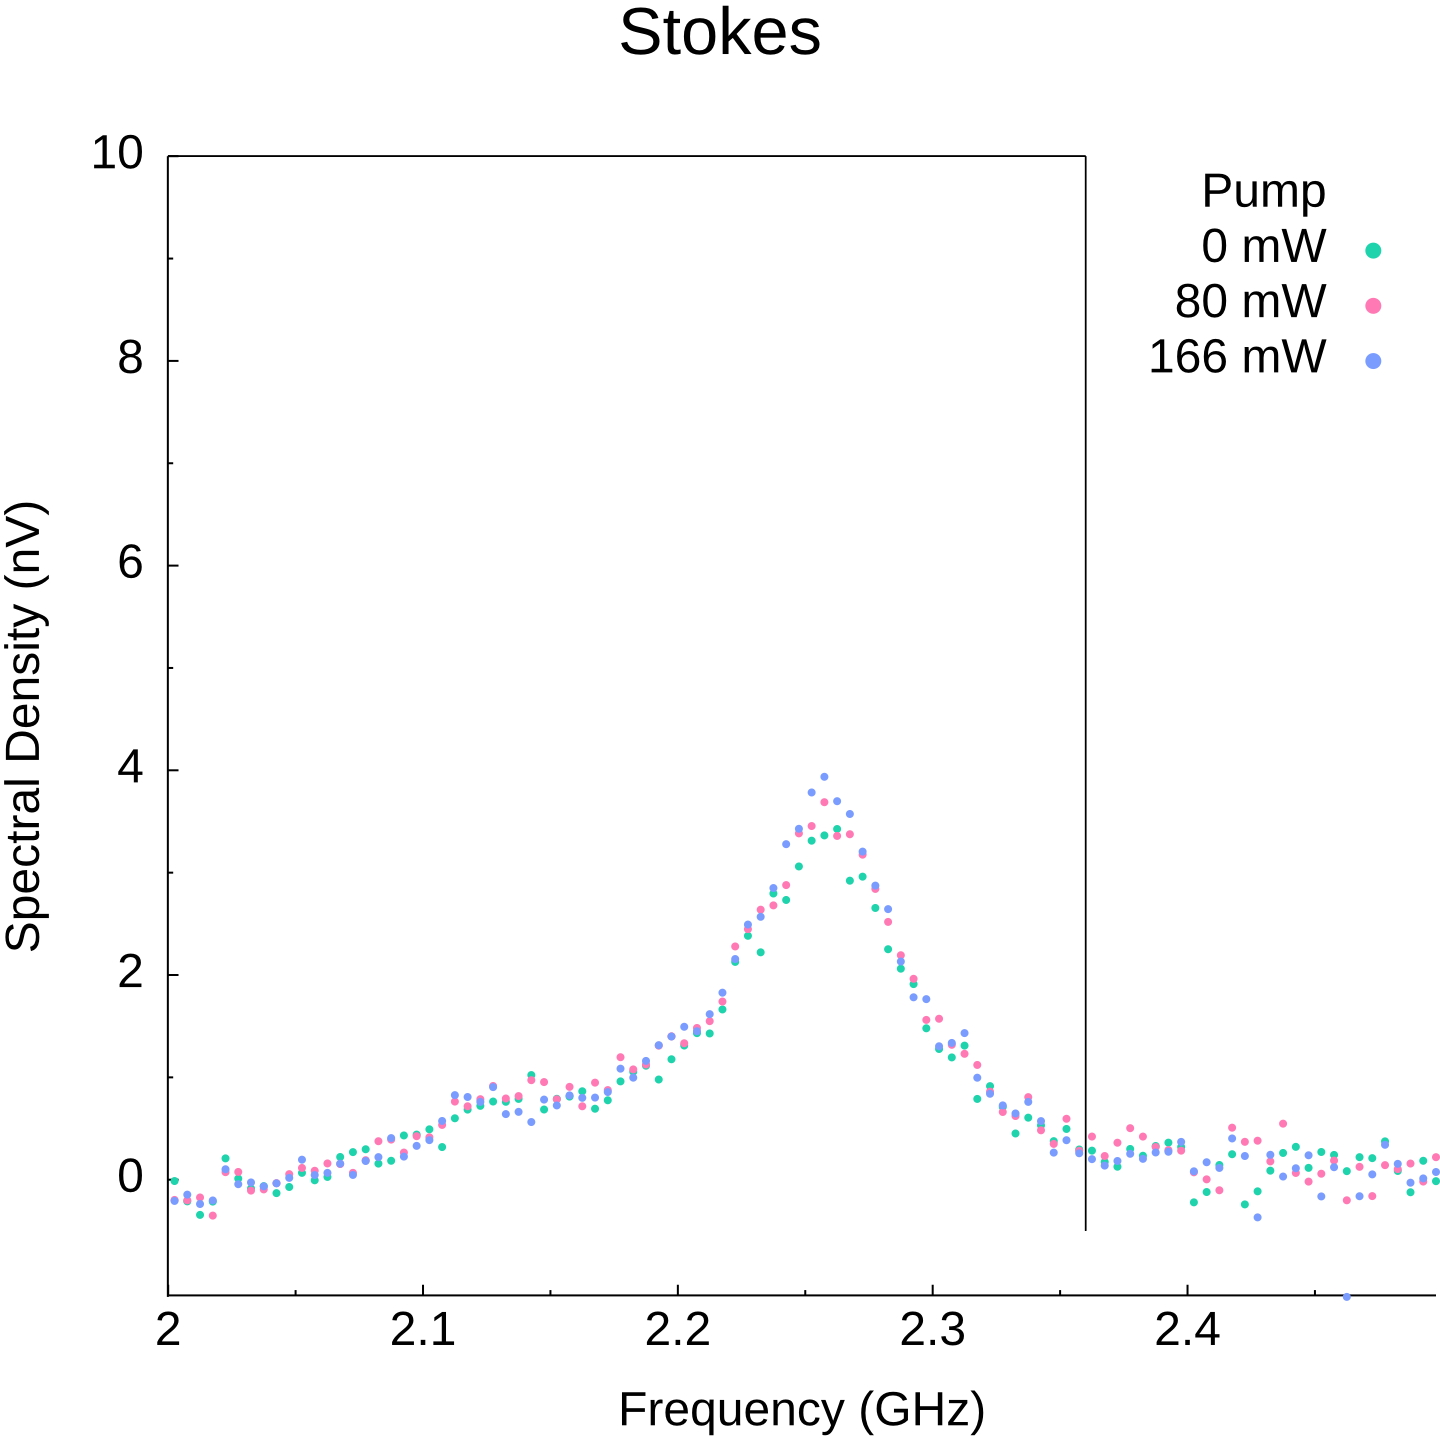 Stokes
10
8
6
4
2
0
Spectral Density (nV)
Pump
0 mW
80 mW
166 mW
2 2.1 2.2 2.3 2.4
Frequency (GHz)